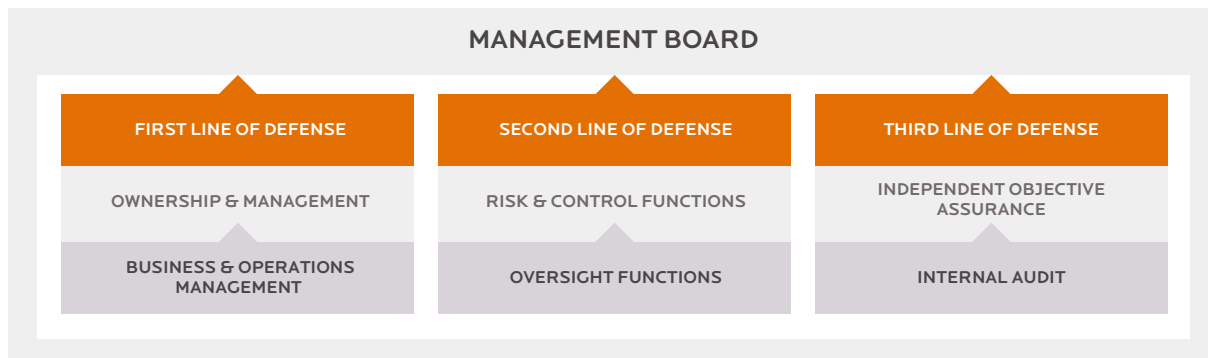 MANAGEMENT BOARD
FIRST LINE OF DEFENSE
OWNERSHIP & MANAGEMENT
BUSINESS & OPERATIONS
MANAGEMENT
SECOND LINE OF DEFENSE
RISK & CONTROL FUNCTIONS
OVERSIGHT FUNCTIONS
THIRD LINE OF DEFENSE
INDEPENDENT OBJECTIVE
ASSURANCE
INTERNAL AUDIT